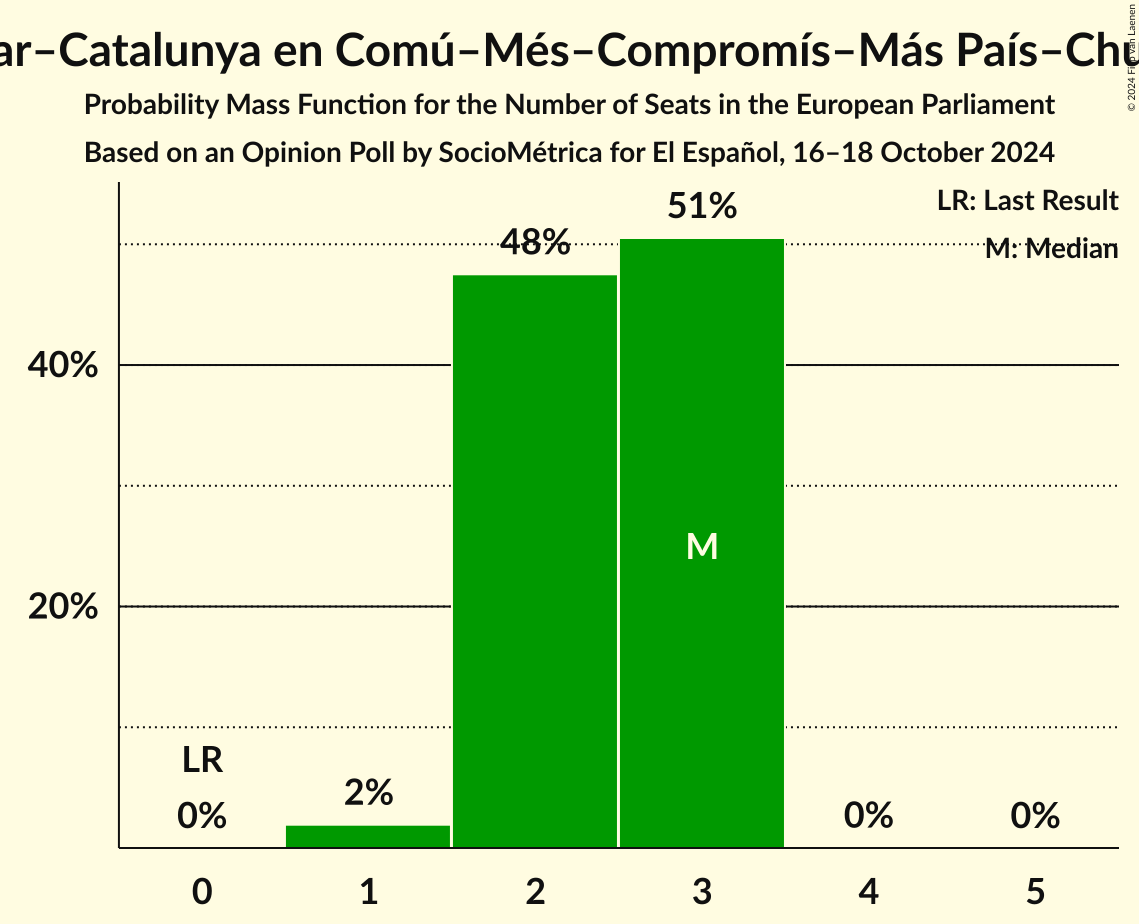 ar–Catalunya en Comú–Més–Compromís–Más País–Chu
© 2024 Filip van Laenen
Probability Mass Function for the Number of Seats in the European Parliament
Based on an Opinion Poll by SocioMétrica for El Español, 16–18 October 2024
LR: Last Result
M: Median
51%
48%
40%
M
20%
LR
0%
2%
0%
0%
0 1 2 3 4 5